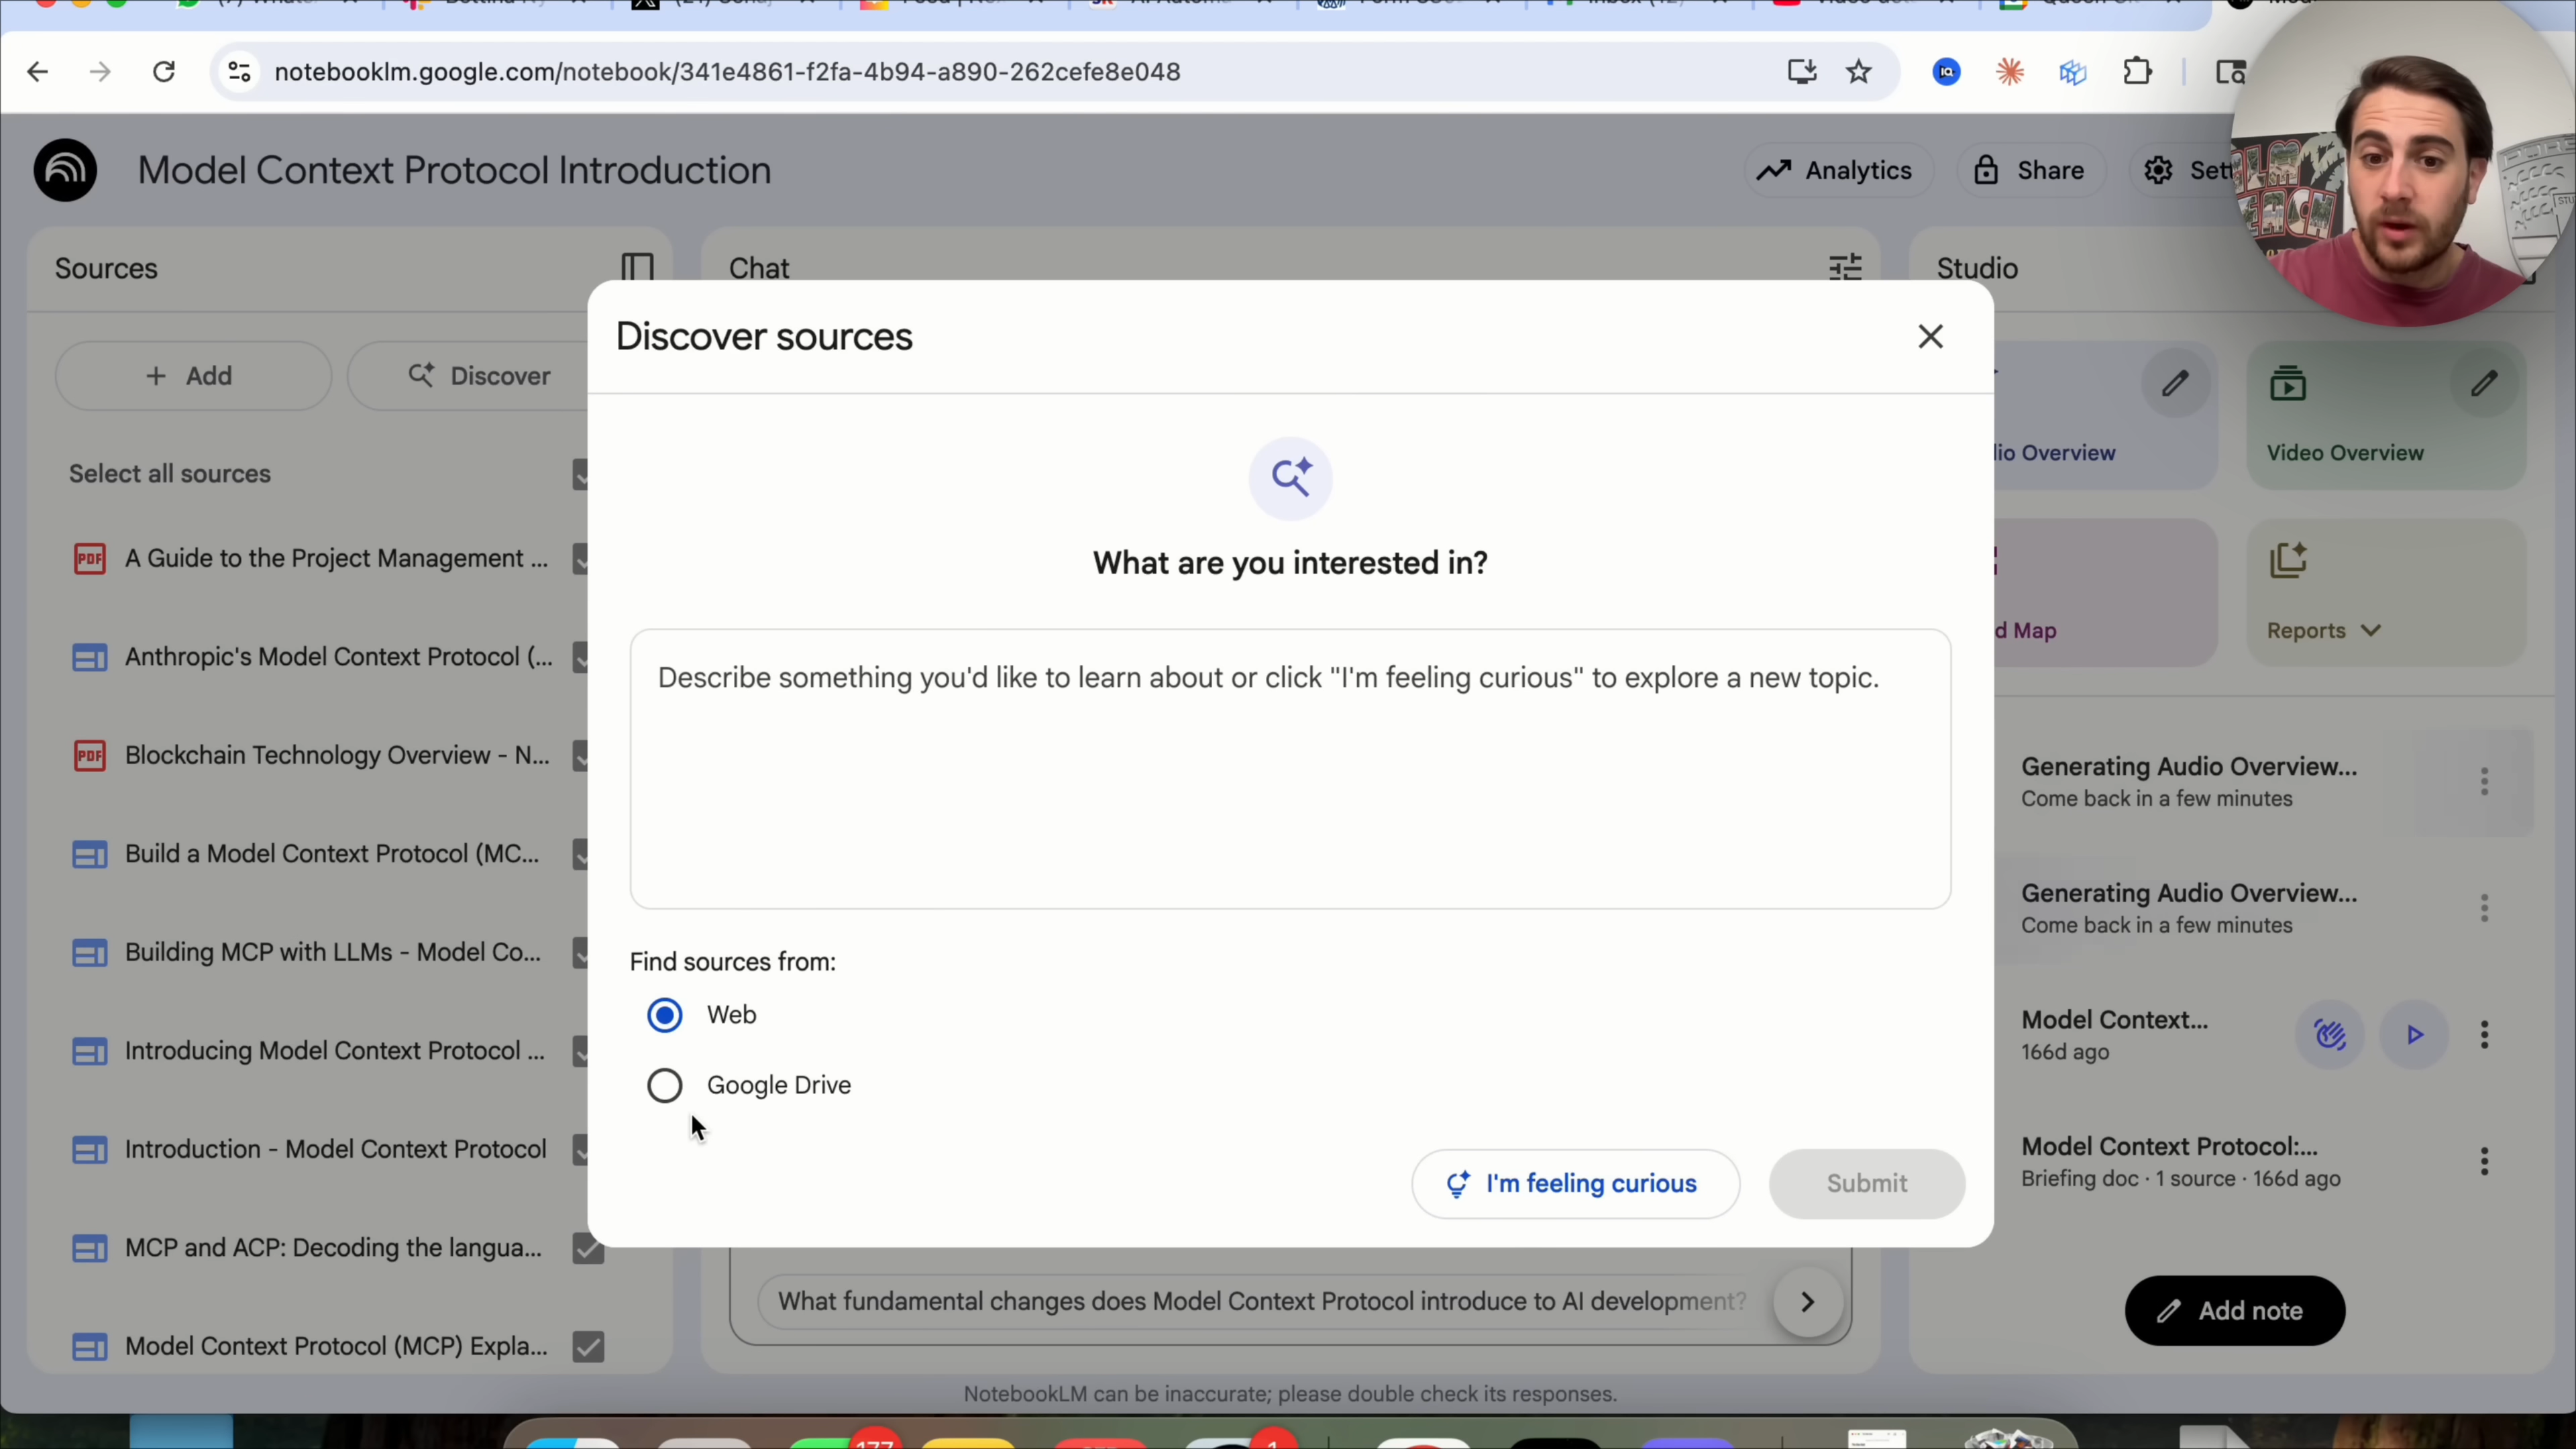 notebooklm.google.com/notebook/341e4861-f2fa-4b94-a890-262cefe8e048
Model Context Protocol Introduction
Analytics
Share
Sett
Sources
Chat
Studio
Add
Discover
Select all sources
PDF A Guide to the Project Management ...
Anthropic's Model Context Protocol (...
PDF Blockchain Technology Overview - N...
Build a Model Context Protocol (MC...
Building MCP with LLMs - Model Co...
Introducing Model Context Protocol ...
Introduction - Model Context Protocol
MCP and ACP: Decoding the langua...
Model Context Protocol (MCP) Expla...
Discover sources
What are you interested in?
Describe something you'd like to learn about or click "I'm feeling curious" to explore a new topic.
Find sources from:
Web
Google Drive
I'm feeling curious
Submit
What fundamental changes does Model Context Protocol introduce to AI development?
dio Overview
Video Overview
d Map
Reports
Generating Audio Overview...
Come back in a few minutes
Generating Audio Overview...
Come back in a few minutes
Model Context...
166d ago
Model Context Protocol:...
Briefing doc · 1 source · 166d ago
Add note
NotebookLM can be inaccurate; please double check its responses.